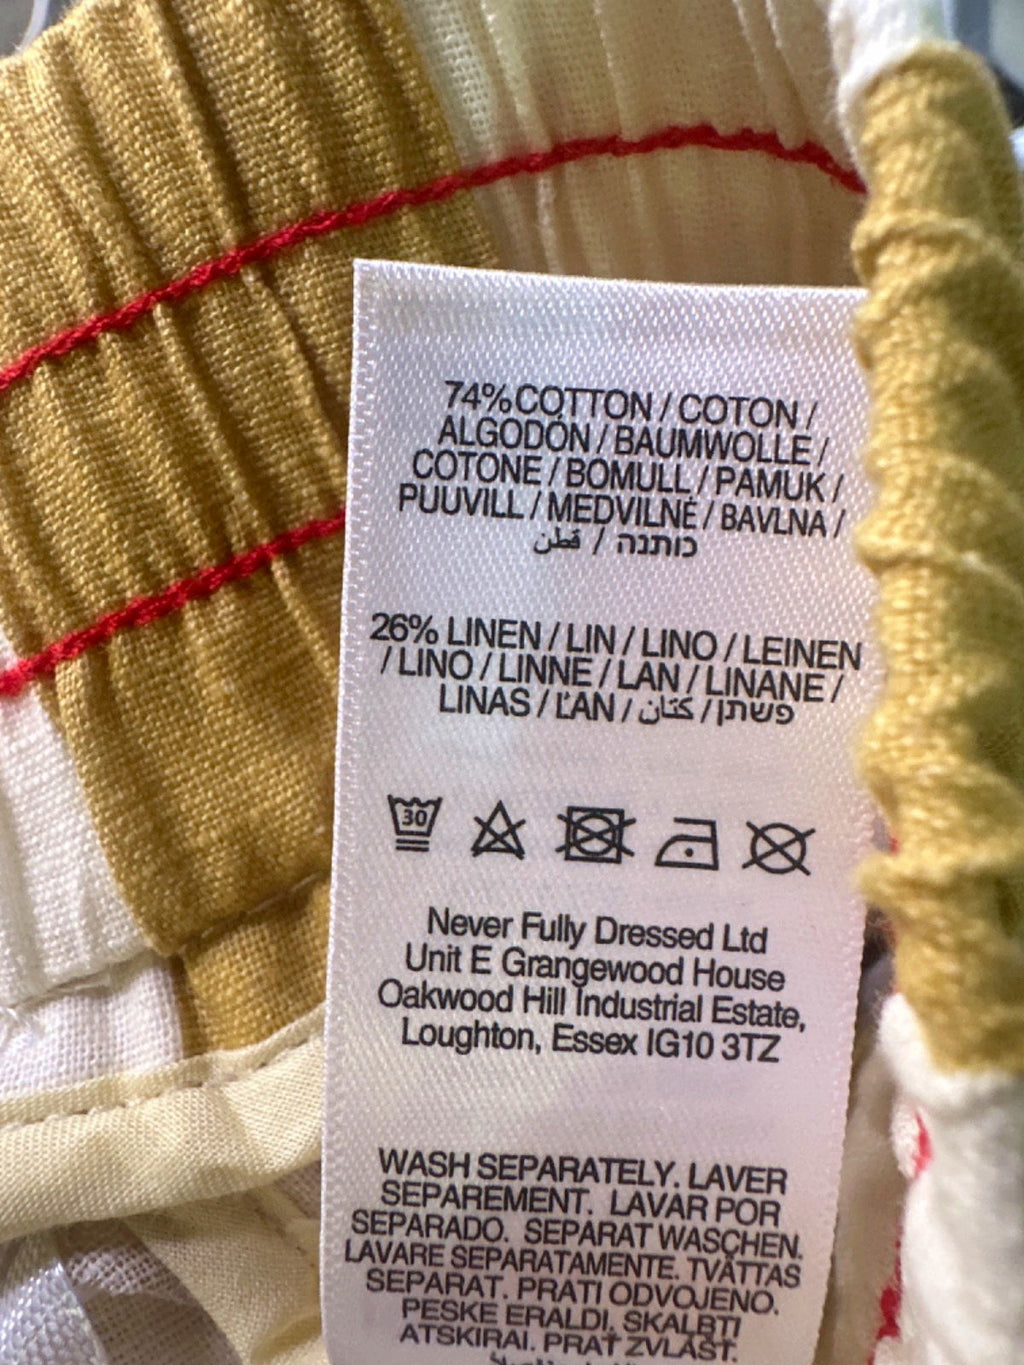 74% COTTON / COTON /
ALGODÓN / BAUMWOLLE /
COTONE / BOMULL / PAMUK /
PUUVILL / MEDVILNĖ / BAVLNA /
כותנה / قطن
26% LINEN / LIN / LINO / LEINEN
/ LINO / LINNE / LAN / LINANE /
LINAS / ĽAN / كتان / פשתן
30
Never Fully Dressed Ltd
Unit E Grangewood House
Oakwood Hill Industrial Estate,
Loughton, Essex IG10 3TZ
WASH SEPARATELY. LAVER
SEPAREMENT. LAVAR POR
SEPARADO. SEPARAT WASCHEN.
LAVARE SEPARATAMENTE. TVÄTTAS
SEPARAT. PRATI ODVOJENO.
PESKE ERALDI. SKALBTI
ATSKIRAI. PRAŤ ZVLÁŠT.